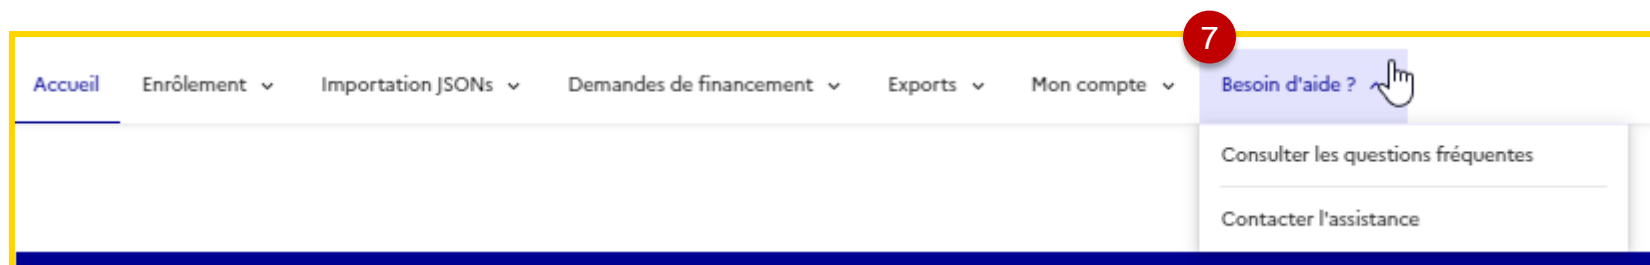 7
Accueil Enrôlement Importation JSONs Demandes de financement Exports Mon compte Besoin d'aide ?
Consulter les questions fréquentes
Contacter l'assistance